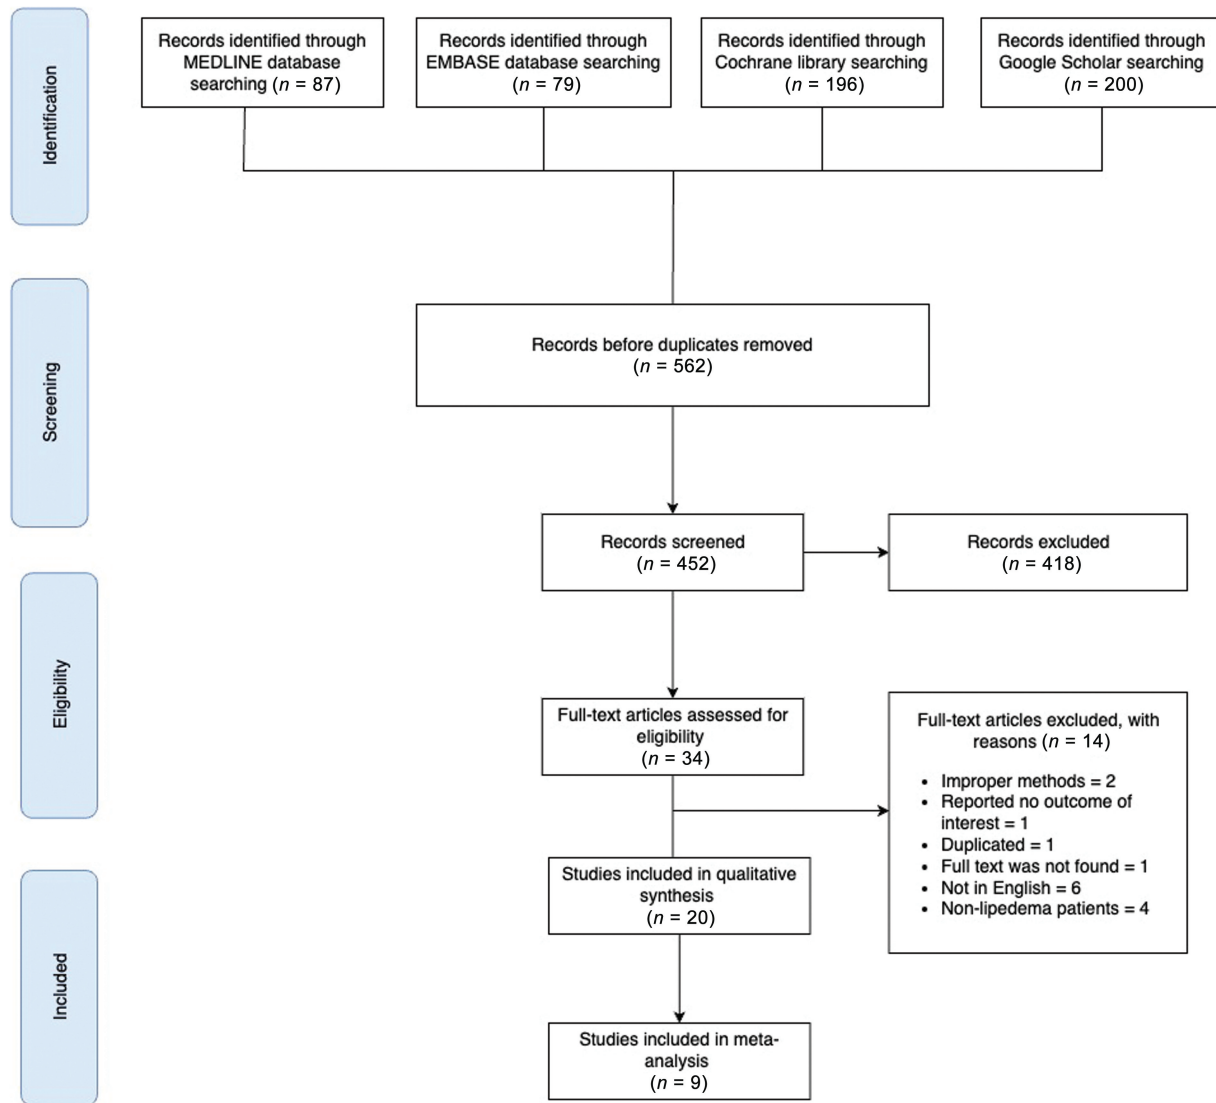 Identification
Records identified through
MEDLINE database
searching (n = 87)
Records identified through
EMBASE database searching
(n = 79)
Records identified through
Cochrane library searching
(n = 196)
Records identified through
Google Scholar searching
(n = 200)
Screening
Records before duplicates removed
(n = 562)
Records screened
(n = 452)
Records excluded
(n = 418)
Eligibility
Full-text articles assessed for
eligibility
(n = 34)
Full-text articles excluded, with
reasons (n = 14)
• Improper methods = 2
• Reported no outcome of
interest = 1
• Duplicated = 1
• Full text was not found = 1
• Not in English = 6
• Non-lipedema patients = 4
Included
Studies included in qualitative
synthesis
(n = 20)
Studies included in meta-
analysis
(n = 9)